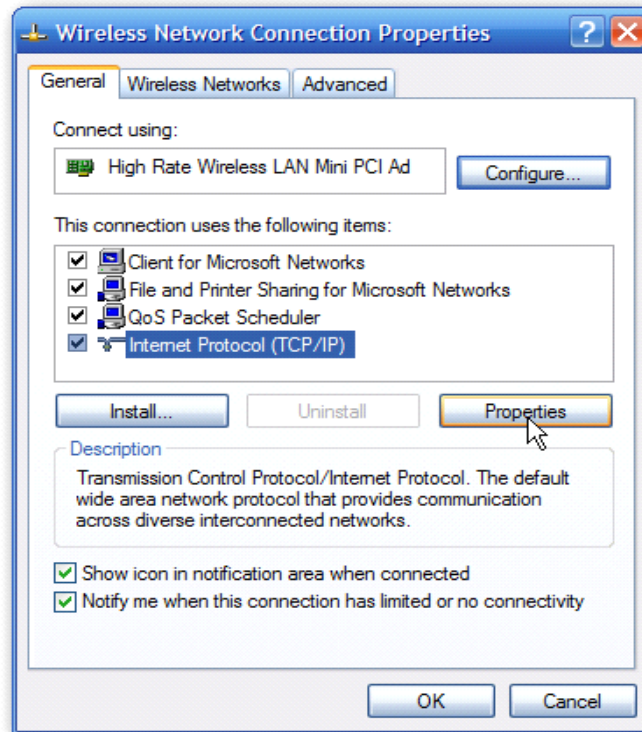 Wireless Network Connection Properties
General Wireless Networks Advanced
Connect using:
High Rate Wireless LAN Mini PCI Ad Configure...
This connection uses the following items:
Client for Microsoft Networks
File and Printer Sharing for Microsoft Networks
QoS Packet Scheduler
Internet Protocol (TCP/IP)
Install... Uninstall Properties
Description
Transmission Control Protocol/Internet Protocol. The default
wide area network protocol that provides communication
across diverse interconnected networks.
Show icon in notification area when connected
Notify me when this connection has limited or no connectivity
OK Cancel